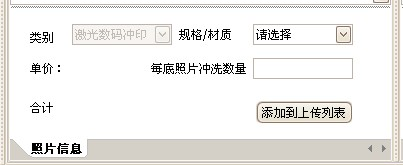 类别 激光数码冲印 规格/材质 请选择
单价： 每底照片冲洗数量
合计 添加到上传列表
照片信息